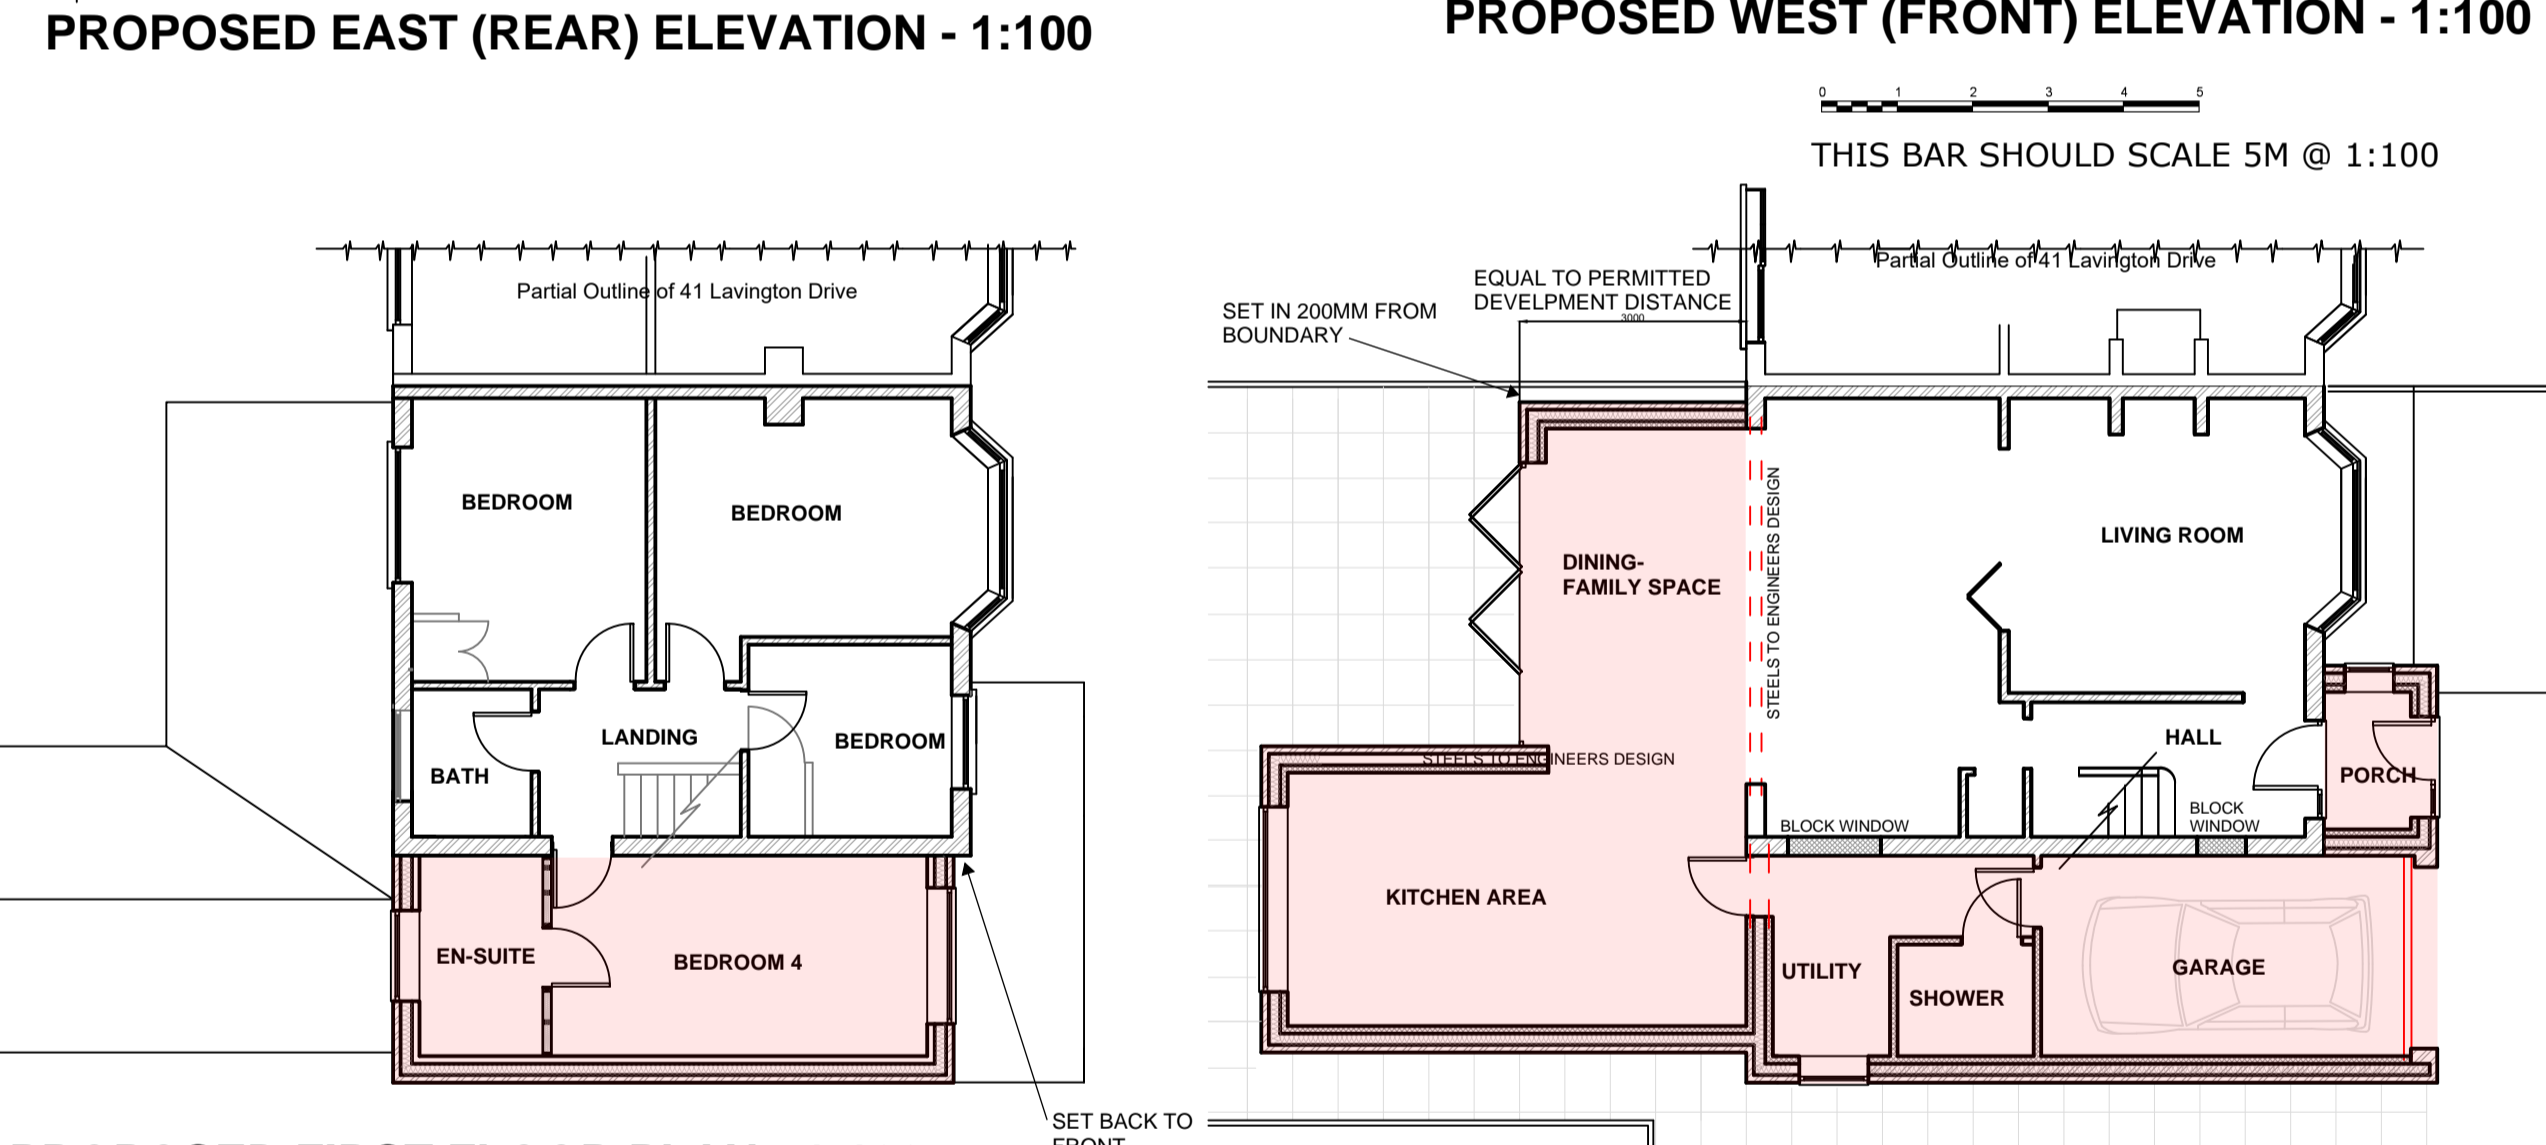 PROPOSED EAST (REAR) ELEVATION - 1:100
PROPOSED WEST (FRONT) ELEVATION - 1:100
0 1 2 3 4 5
THIS BAR SHOULD SCALE 5M @ 1:100
Partial Outline of 41 Lavington Drive
BEDROOM
BEDROOM
LANDING
BEDROOM
BATH
EN-SUITE
BEDROOM 4
SET BACK TO
FRONT
Partial Outline of 41 Lavington Drive
EQUAL TO PERMITTED
DEVELPMENT DISTANCE
3000
SET IN 200MM FROM
BOUNDARY
STEELS TO ENGINEERS DESIGN
LIVING ROOM
DINING-
FAMILY SPACE
HALL
PORCH
STEELS TO ENGINEERS DESIGN
BLOCK WINDOW
BLOCK
WINDOW
KITCHEN AREA
UTILITY
SHOWER
GARAGE